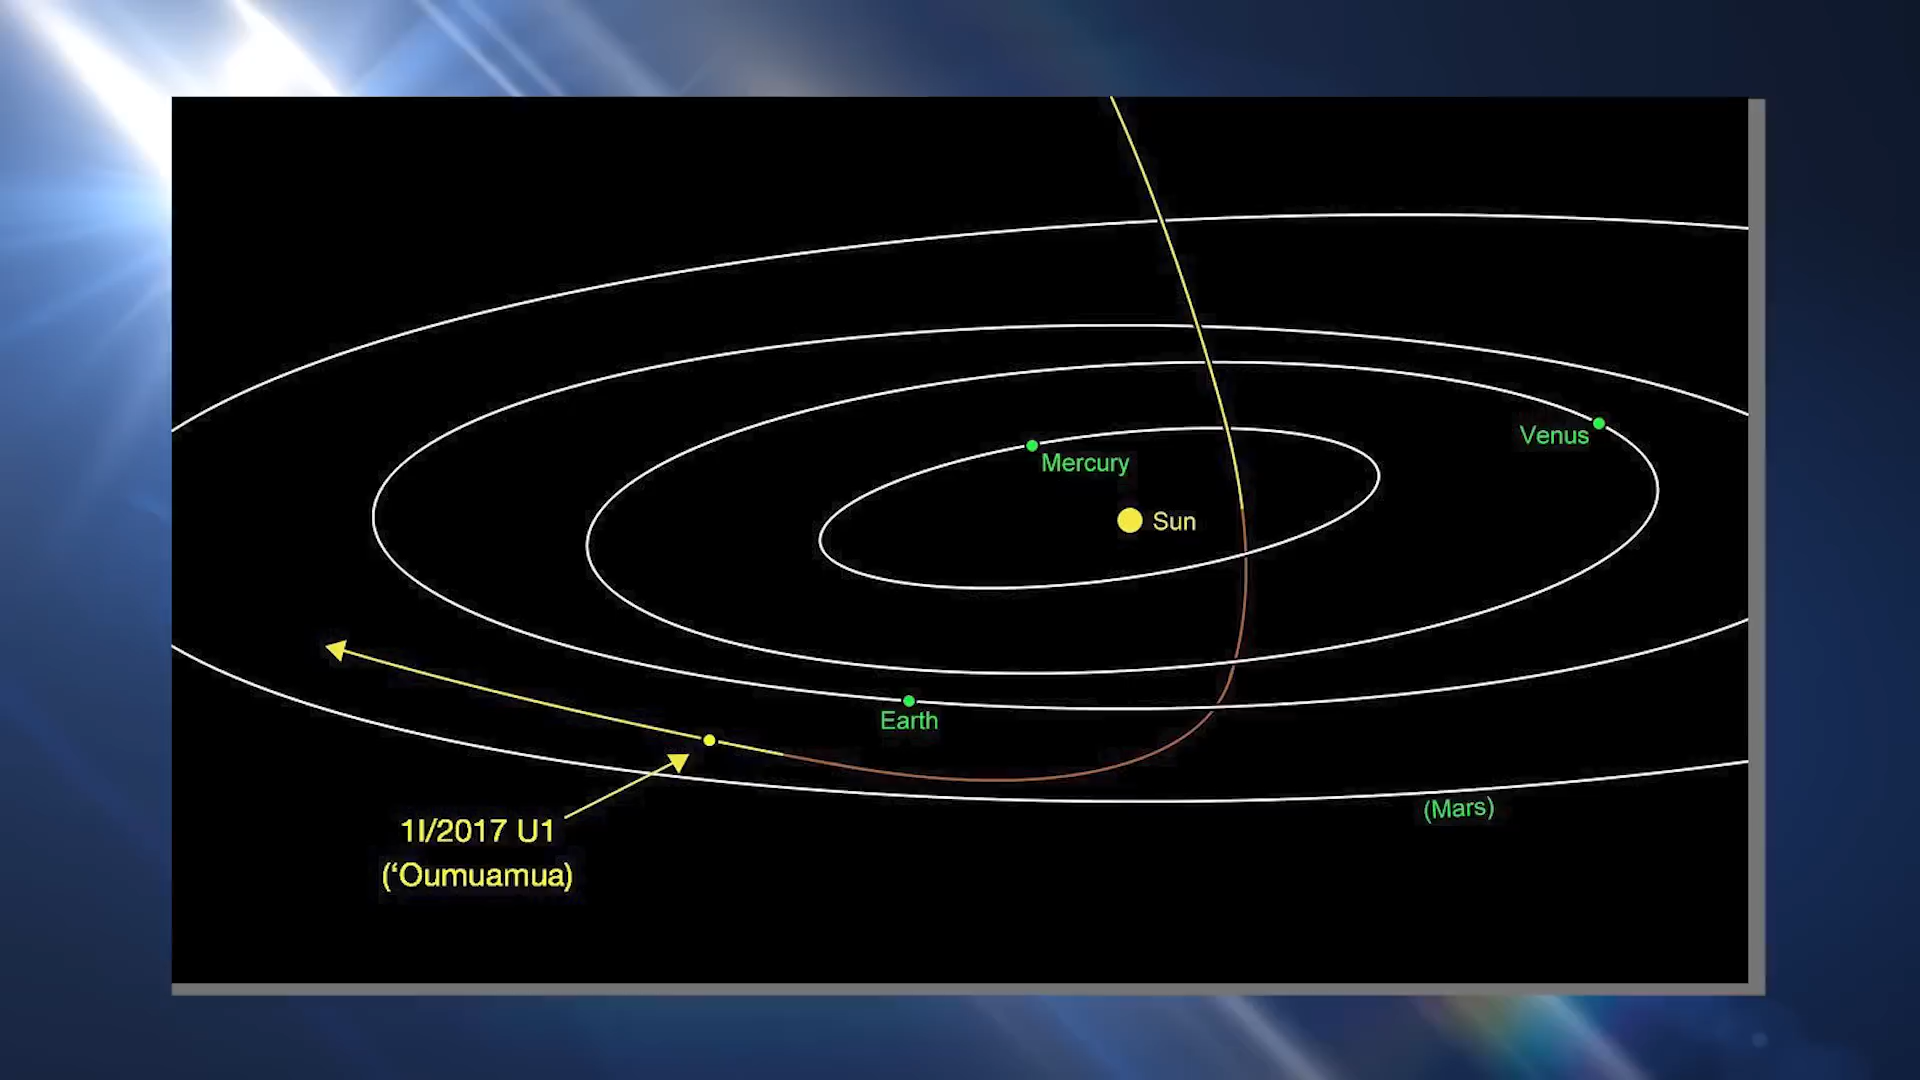 Venus
Mercury
Sun
Earth
(Mars)
1I/2017 U1
(‘Oumuamua)